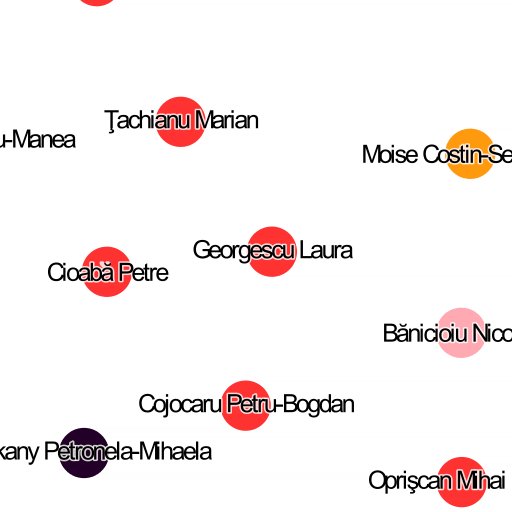 Ţachianu Marian
u-Manea
Moise Costin-Se
Georgescu Laura
Cioabă Petre
Bănicioiu Nico
Cojocaru Petru-Bogdan
kany Petronela-Mihaela
Oprişcan Mihai